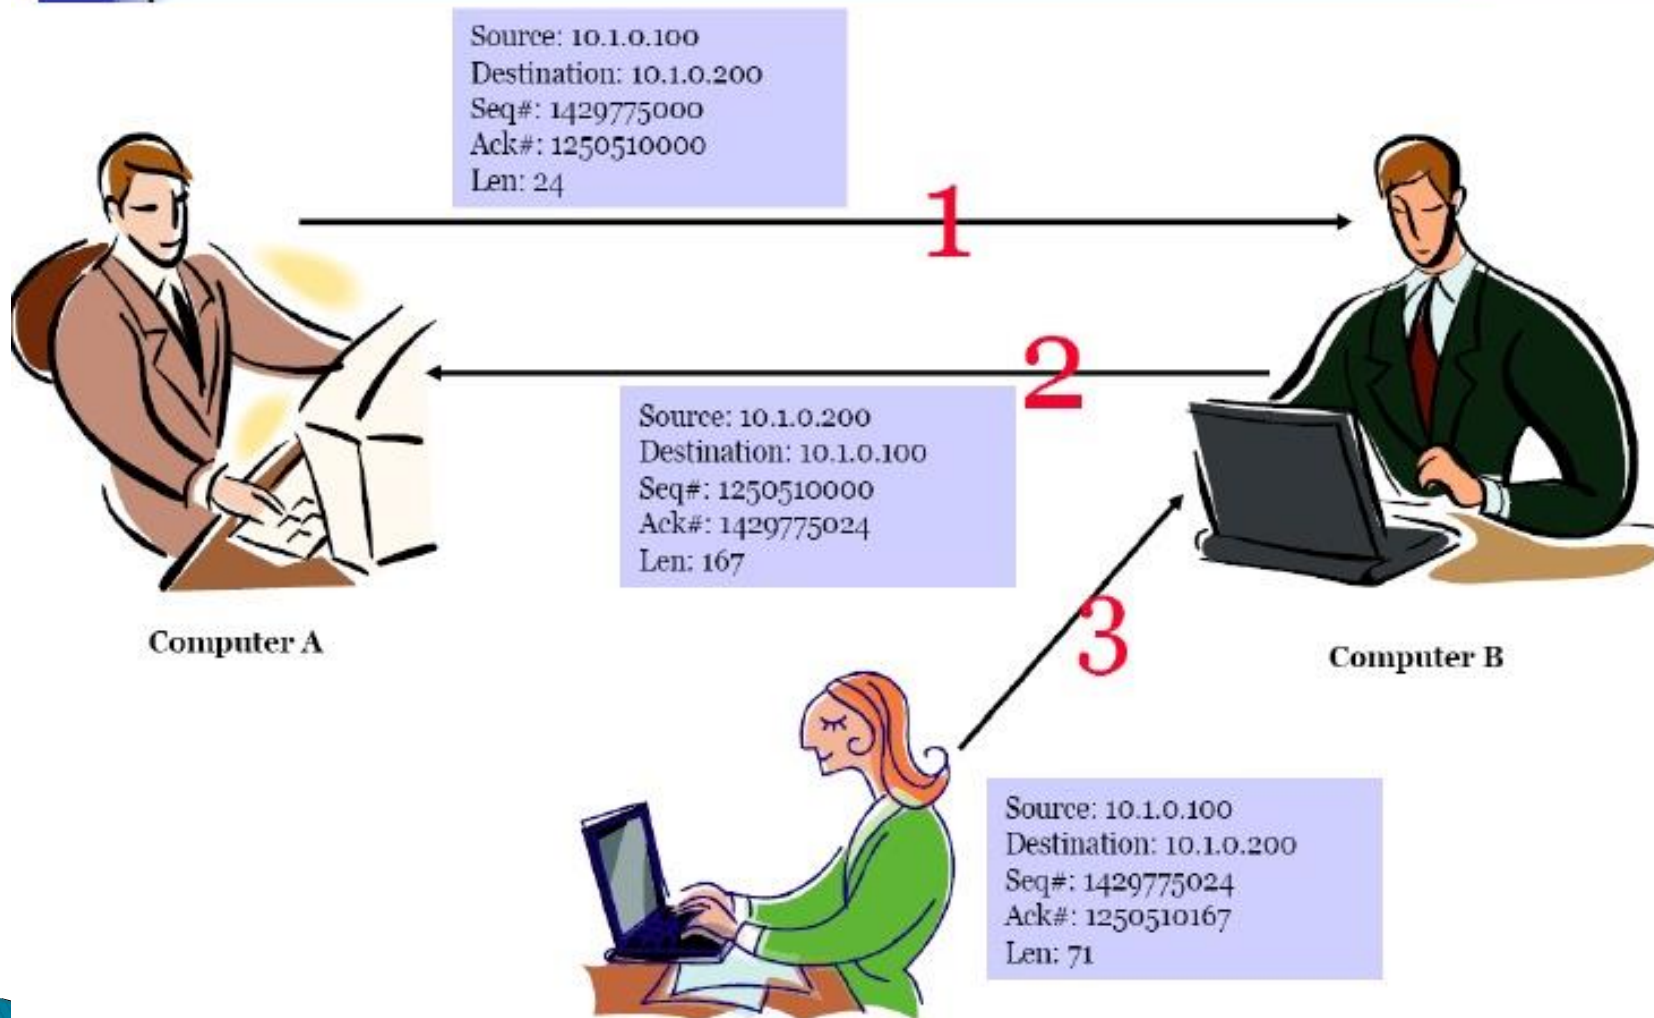 Source: 10.1.0.100
Destination: 10.1.0.200
Seq#: 1429775000
Ack#: 1250510000
Len: 24
1
2
Source: 10.1.0.200
Destination: 10.1.0.100
Seq#: 1250510000
Ack#: 1429775024
Len: 167
3
Computer A
Computer B
Source: 10.1.0.100
Destination: 10.1.0.200
Seq#: 1429775024
Ack#: 1250510167
Len: 71